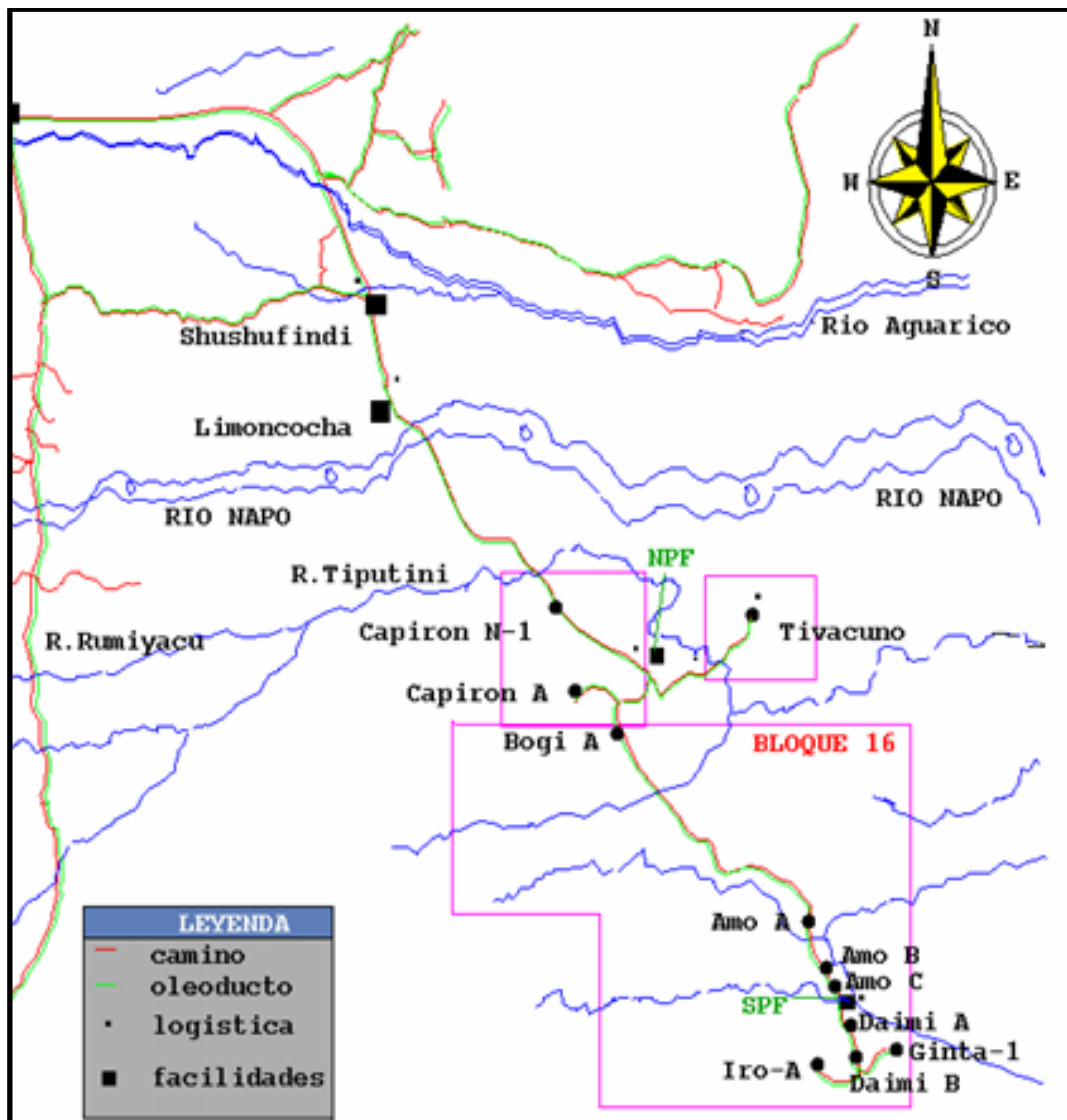 N
W
E
S
Rio Aguarico
Shushufindi
Limoncocha
RIO NAPO
RIO NAPO
NPF
R.Tiputini
Capiron N-1
Tivacuno
R.Rumiyacu
Capiron A
Bogi A
BLOQUE 16
Amo A
LEYENDA
camino
oleoducto
logistica
facilidades
Amo B
Amo C
SPF
Daimi A
Ginta-1
Iro-A
Daimi B